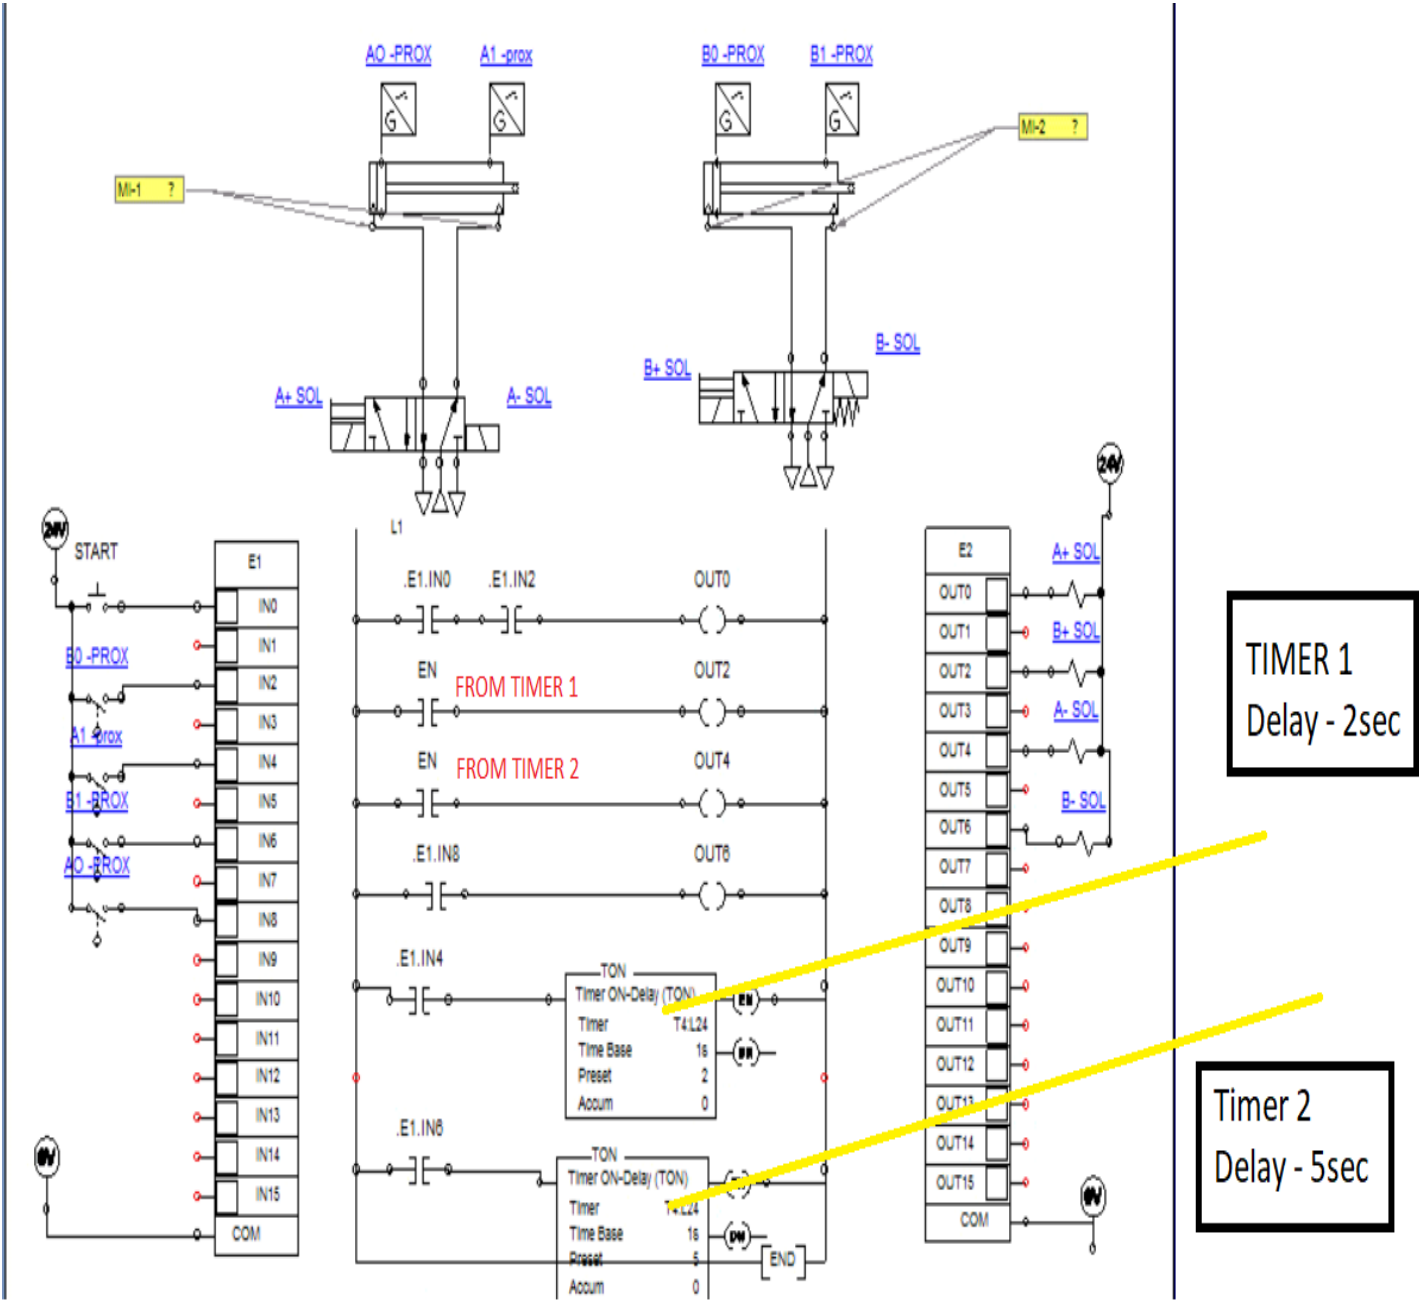 AO -PROX
A1 -prox
B0 -PROX
B1 -PROX
G
G
G
G
MI-1 ?
MI-2 ?
A+ SOL
A- SOL
B+ SOL
B- SOL
24V
START
B0 -PROX
A1 -prox
B1 -PROX
AO -PROX
0V
E1
IN0
IN1
IN2
IN3
IN4
IN5
IN6
IN7
IN8
IN9
IN10
IN11
IN12
IN13
IN14
IN15
COM
L1
.E1.IN0
.E1.IN2
OUT0
EN
FROM TIMER 1
OUT2
EN
FROM TIMER 2
OUT4
.E1.IN8
OUT6
.E1.IN4
TON
Timer ON-Delay (TON)
Timer T4:L24
Time Base 1s
Preset 2
Accum 0
EN
DN
.E1.IN6
TON
Timer ON-Delay (TON)
Timer T4:L24
Time Base 1s
Preset 5
Accum 0
DN
END
24V
E2
OUT0
OUT1
OUT2
OUT3
OUT4
OUT5
OUT6
OUT7
OUT8
OUT9
OUT10
OUT11
OUT12
OUT13
OUT14
OUT15
COM
A+ SOL
B+ SOL
A- SOL
B- SOL
0V
TIMER 1
Delay - 2sec
Timer 2
Delay - 5sec